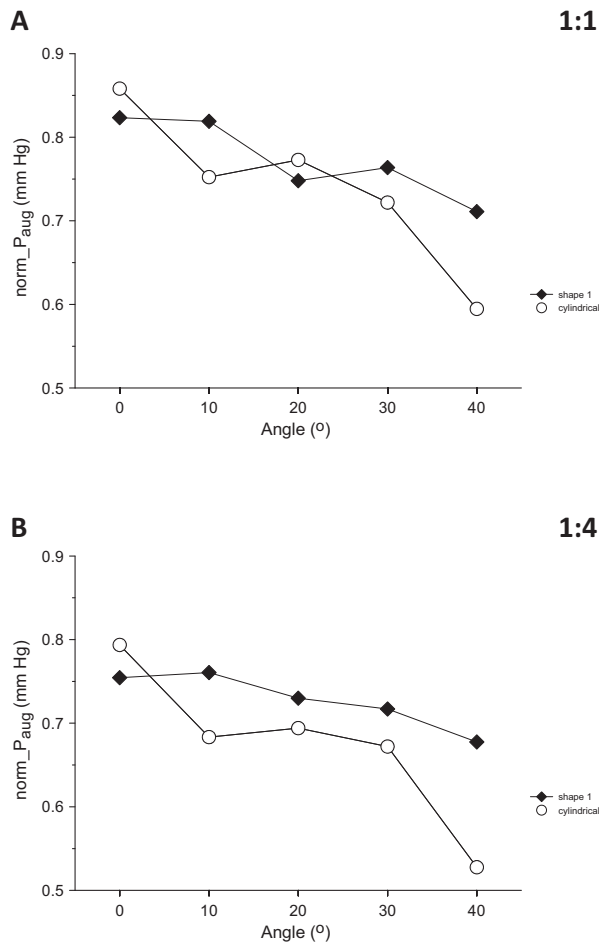 A 1:1
0.9
0.8
0.7
0.6
0.5
norm_Paug (mm Hg)
0 10 20 30 40
Angle (º)
shape 1
cylindrical
B 1:4
0.9
0.8
0.7
0.6
0.5
norm_Paug (mm Hg)
0 10 20 30 40
Angle (º)
shape 1
cylindrical